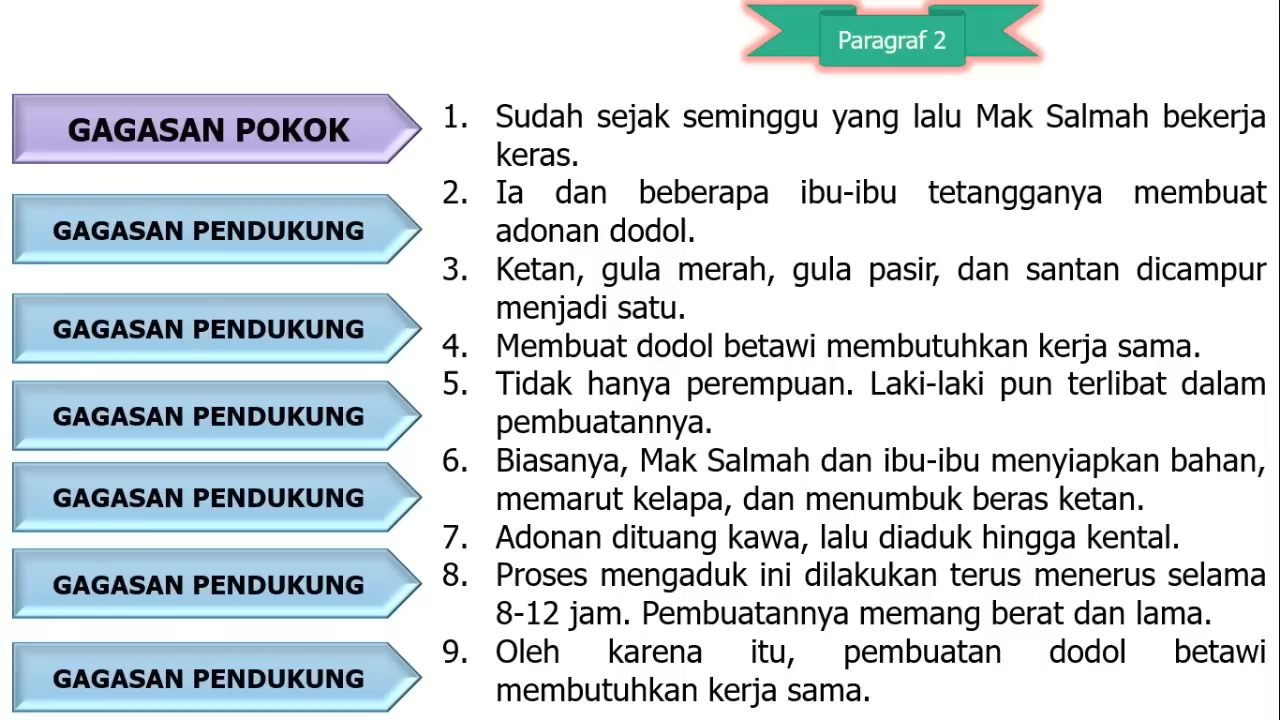 Paragraf 2
GAGASAN POKOK
GAGASAN PENDUKUNG
GAGASAN PENDUKUNG
GAGASAN PENDUKUNG
GAGASAN PENDUKUNG
GAGASAN PENDUKUNG
GAGASAN PENDUKUNG
1. Sudah sejak seminggu yang lalu Mak Salmah bekerja
keras.
2. Ia dan beberapa ibu-ibu tetangganya membuat
adonan dodol.
3. Ketan, gula merah, gula pasir, dan santan dicampur
menjadi satu.
4. Membuat dodol betawi membutuhkan kerja sama.
5. Tidak hanya perempuan. Laki-laki pun terlibat dalam
pembuatannya.
6. Biasanya, Mak Salmah dan ibu-ibu menyiapkan bahan,
memarut kelapa, dan menumbuk beras ketan.
7. Adonan dituang kawa, lalu diaduk hingga kental.
8. Proses mengaduk ini dilakukan terus menerus selama
8-12 jam. Pembuatannya memang berat dan lama.
9. Oleh karena itu, pembuatan dodol betawi
membutuhkan kerja sama.